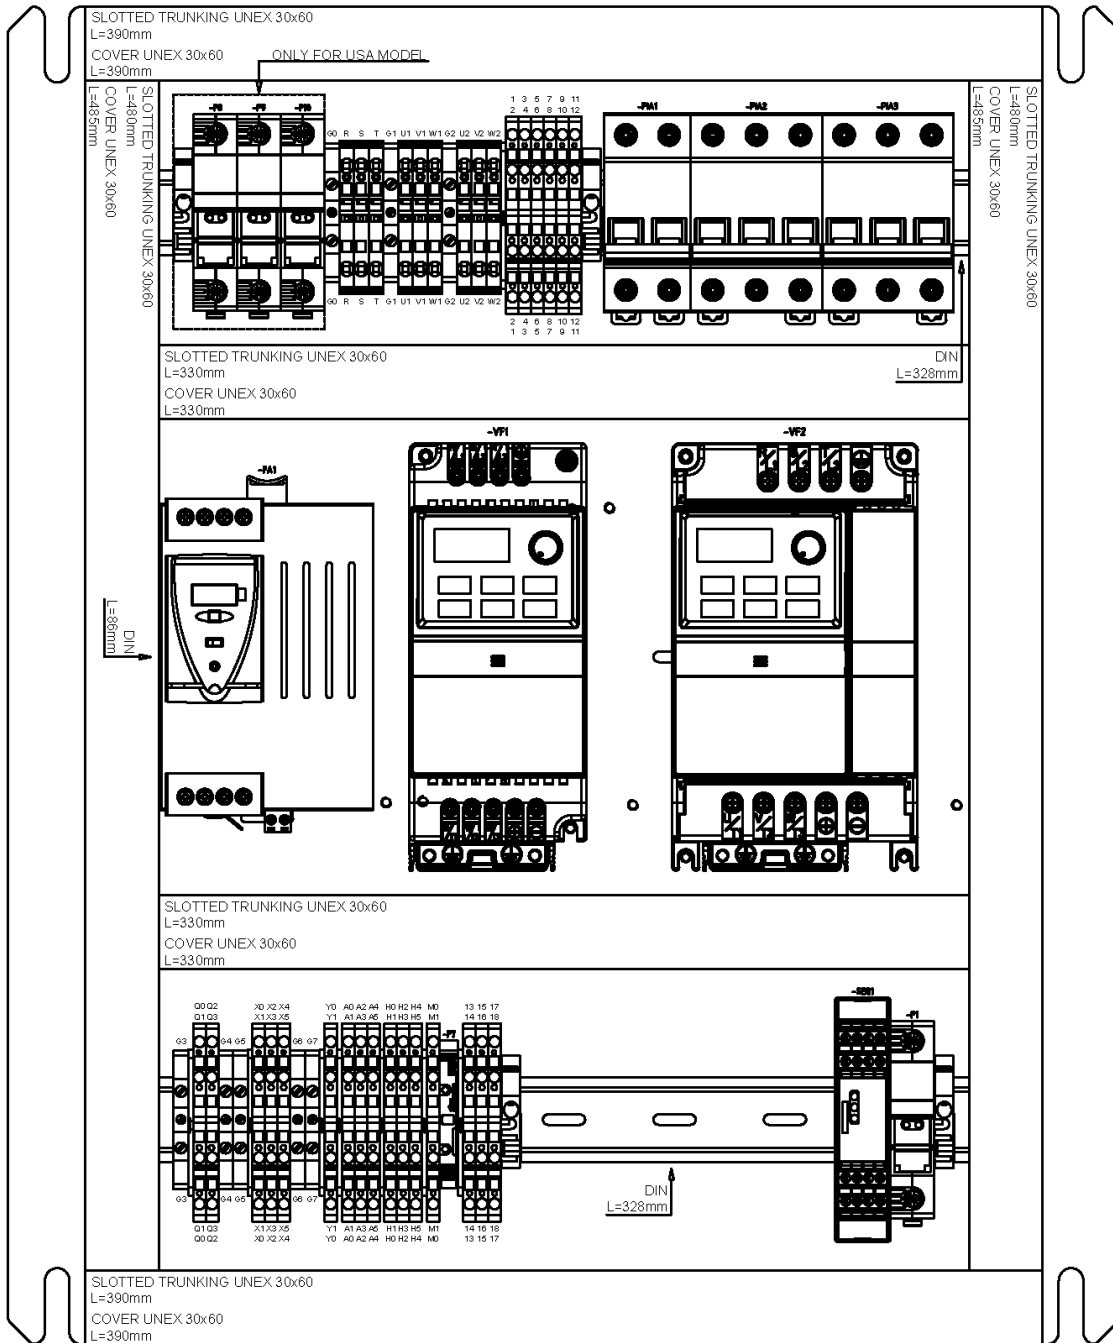 SLOTTED TRUNKING UNEX 30x60
L=390mm
COVER UNEX 30x60
L=390mm
ONLY FOR USA MODEL
SLOTTED TRUNKING UNEX 30x60
L=480mm
COVER UNEX 30x60
L=485mm
SLOTTED TRUNKING UNEX 30x60
L=480mm
COVER UNEX 30x60
L=485mm
1 3 5 7 9 11
2 4 6 8 10 12
-PIA1 -PIA2 -PIA3
G0 R S T G1 U1 V1 W1 G2 U2 V2 W2
G0 R S T G1 U1 V1 W1 G2 U2 V2 W2
2 4 6 8 10 12
1 3 5 7 9 11
SLOTTED TRUNKING UNEX 30x60
L=330mm
COVER UNEX 30x60
L=330mm
DIN
L=328mm
-VF1 -VF2
-FA1
DIN
L=86mm
SLOTTED TRUNKING UNEX 30x60
L=330mm
COVER UNEX 30x60
L=330mm
-F1
Q0 Q2 X0 X2 X4 Y0 A0 A2 A4 H0 H2 H4 M0 13 15 17
Q1 Q3 X1 X3 X5 Y1 A1 A3 A5 H1 H3 H5 M1 14 16 18
-F7
G3 G4 G5 G6 G7
G3 G4 G5 G6 G7
DIN
L=328mm
Q1 Q3 X1 X3 X5 Y1 A1 A3 A5 H1 H3 H5 M1 14 16 18
Q0 Q2 X0 X2 X4 Y0 A0 A2 A4 H0 H2 H4 M0 13 15 17
SLOTTED TRUNKING UNEX 30x60
L=390mm
COVER UNEX 30x60
L=390mm